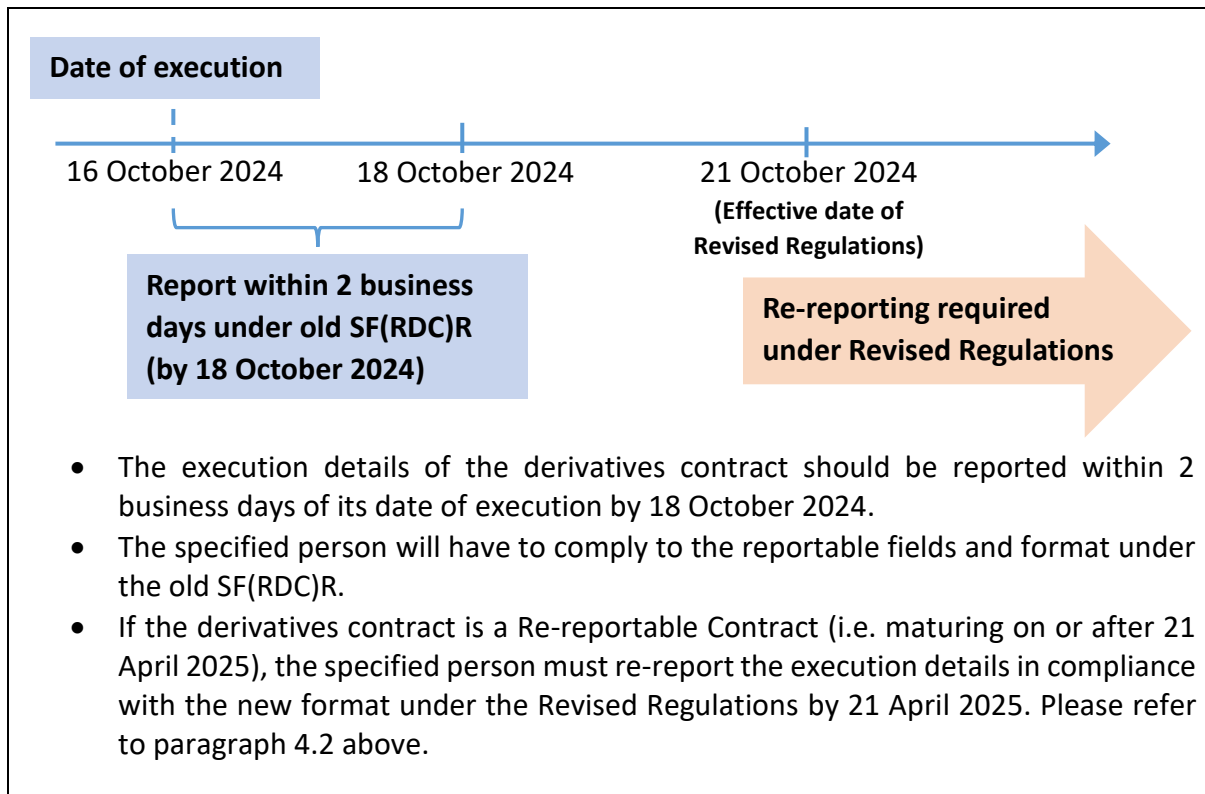 Date of execution
16 October 2024
18 October 2024
21 October 2024
(Effective date of
Revised Regulations)
Report within 2 business
days under old SF(RDC)R
(by 18 October 2024)
Re-reporting required
under Revised Regulations
• The execution details of the derivatives contract should be reported within 2
business days of its date of execution by 18 October 2024.
• The specified person will have to comply to the reportable fields and format under
the old SF(RDC)R.
• If the derivatives contract is a Re-reportable Contract (i.e. maturing on or after 21
April 2025), the specified person must re-report the execution details in compliance
with the new format under the Revised Regulations by 21 April 2025. Please refer
to paragraph 4.2 above.